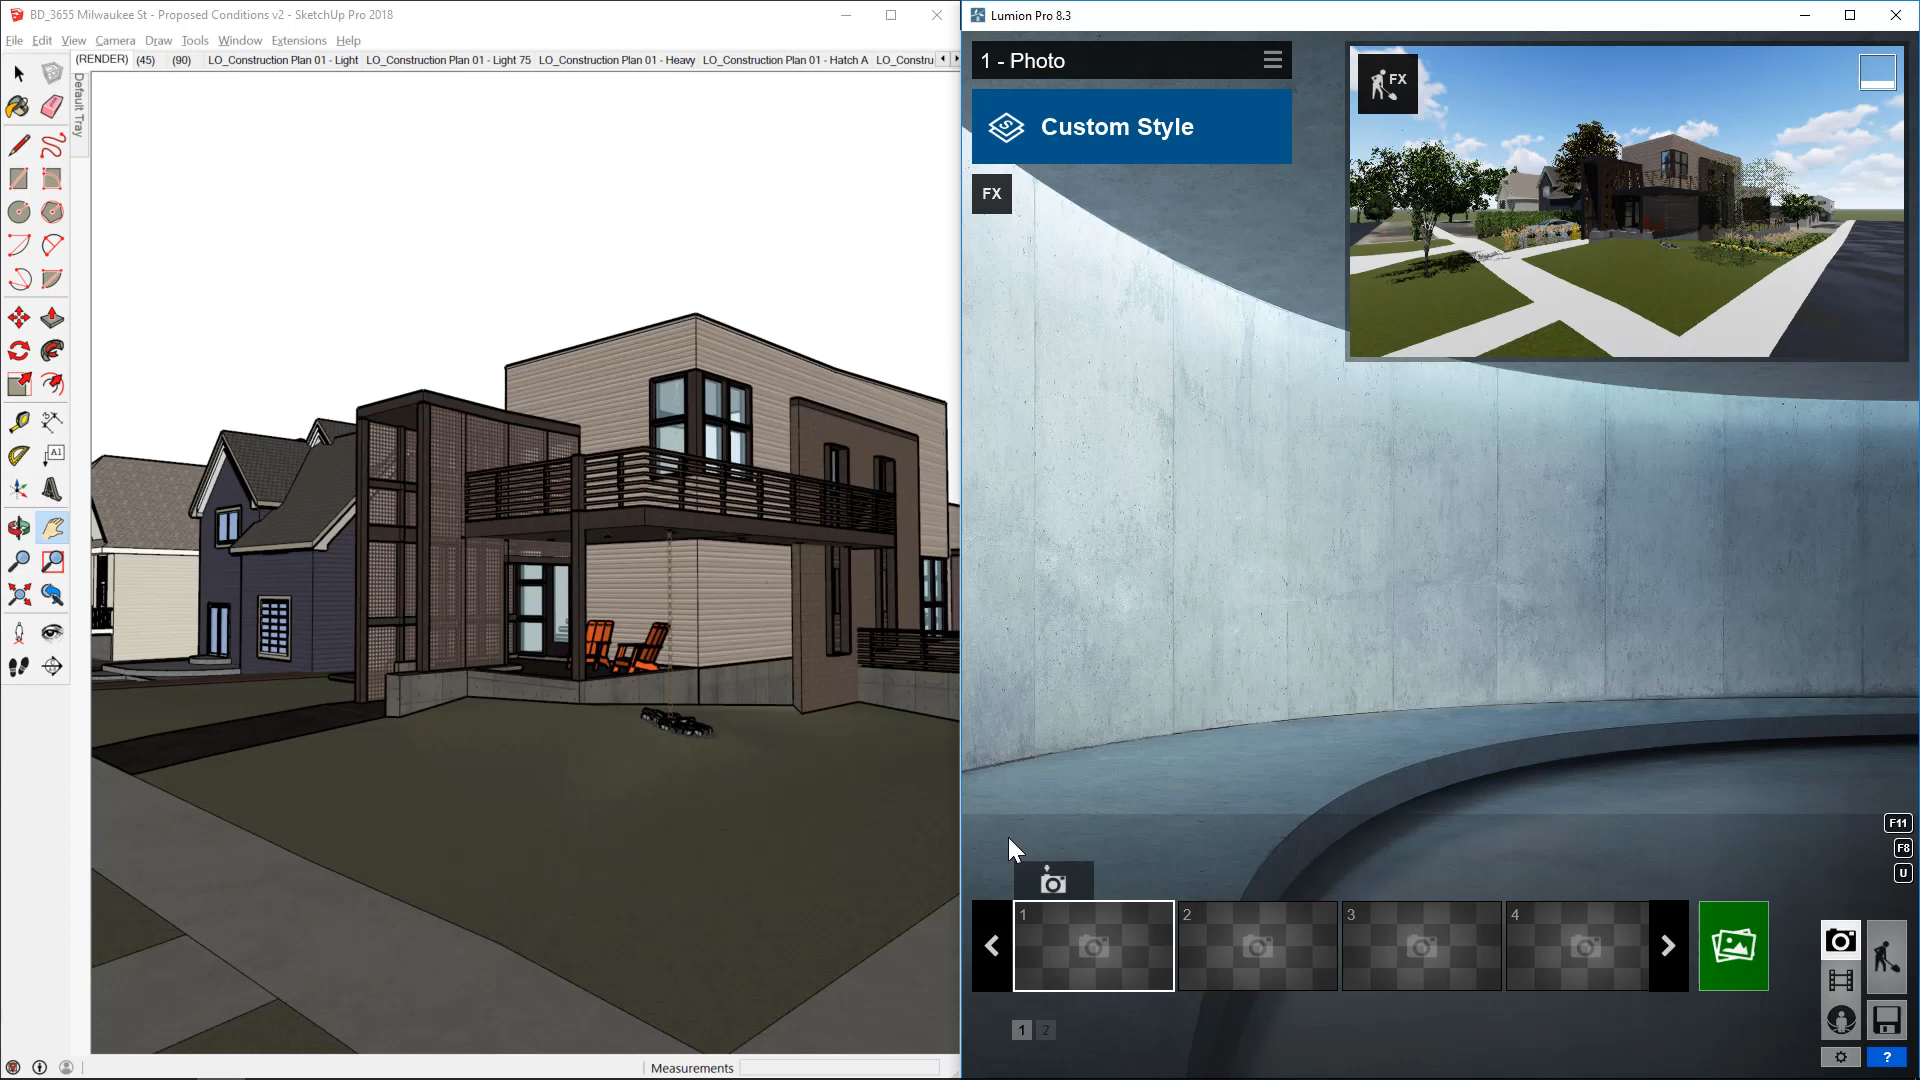 BD_3655 Milwaukee St - Proposed Conditions v2 - SketchUp Pro 2018
File Edit View Camera Draw Tools Window Extensions Help
(RENDER) (45) (90) LO_Construction Plan 01 - Light LO_Construction Plan 01 - Light 75 LO_Construction Plan 01 - Heavy LO_Construction Plan 01 - Hatch A LO_Constru
Default Tray
A1
Measurements
Lumion Pro 8.3
1 - Photo
S Custom Style
FX
FX
F11
F8
U
1 2 3 4
1 2
?